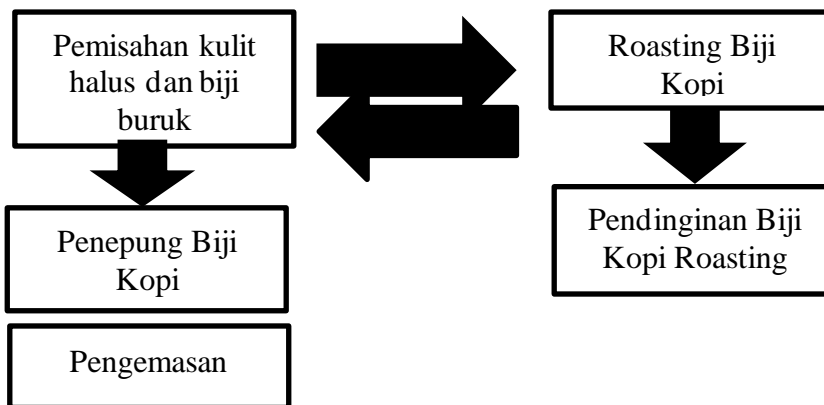 Pemisahan kulit
halus dan biji
buruk
Roasting Biji
Kopi
Penepung Biji
Kopi
Pendinginan Biji
Kopi Roasting
Pengemasan